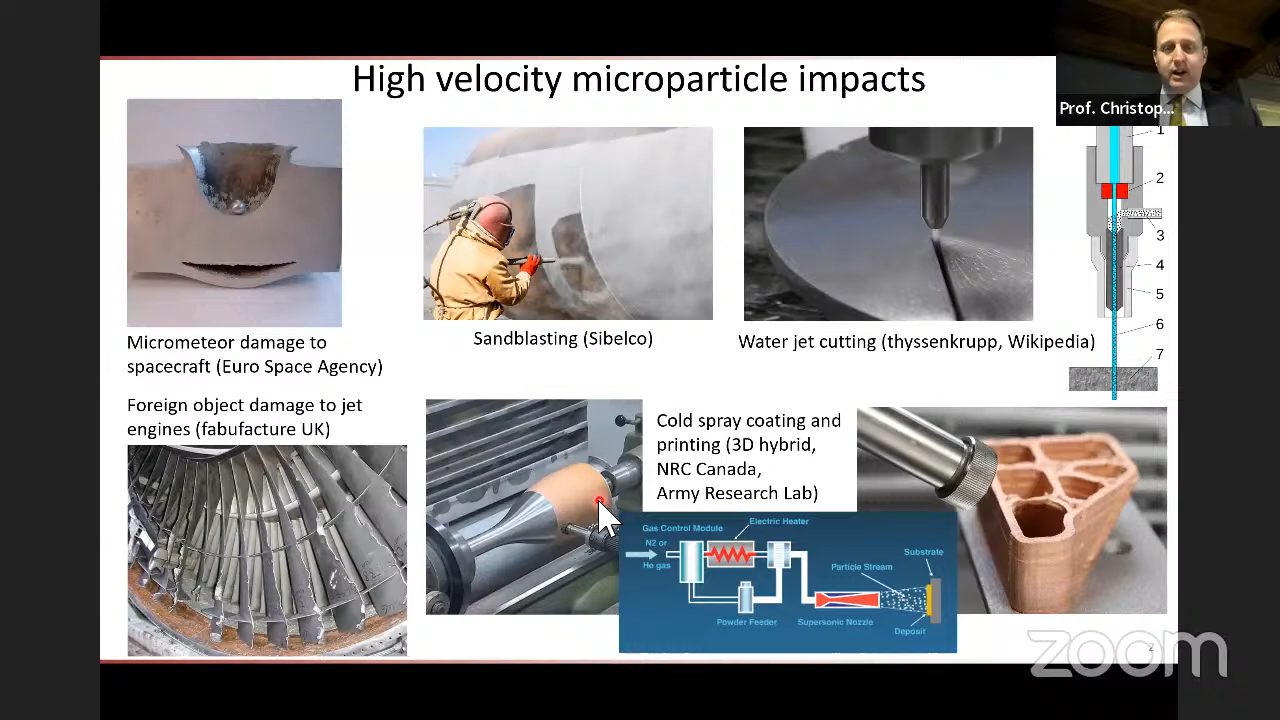 High velocity microparticle impacts
Prof. Christop...
Micrometeor damage to
spacecraft (Euro Space Agency)
Sandblasting (Sibelco)
Water jet cutting (thyssenkrupp, Wikipedia)
1
2
3
4
5
6
7
Foreign object damage to jet
engines (fabufacture UK)
Cold spray coating and
printing (3D hybrid,
NRC Canada,
Army Research Lab)
Gas Control Module
Electric Heater
N2 or
He gas
Powder Feeder
Particle Stream
Supersonic Nozzle
Substrate
Deposit
2
zoom